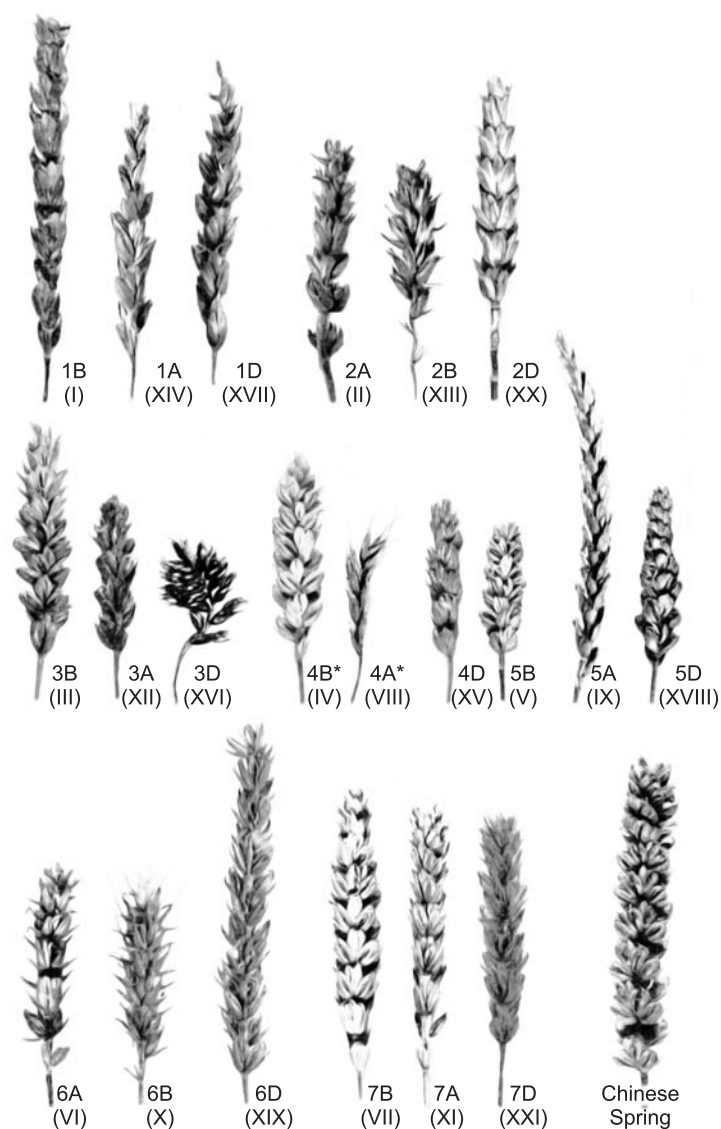 1B
(I)
1A
(XIV)
1D
(XVII)
2A
(II)
2B
(XIII)
2D
(XX)
3B
(III)
3A
(XII)
3D
(XVI)
4B*
(IV)
4A*
(VIII)
4D
(XV)
5B
(V)
5A
(IX)
5D
(XVIII)
6A
(VI)
6B
(X)
6D
(XIX)
7B
(VII)
7A
(XI)
7D
(XXI)
Chinese
Spring